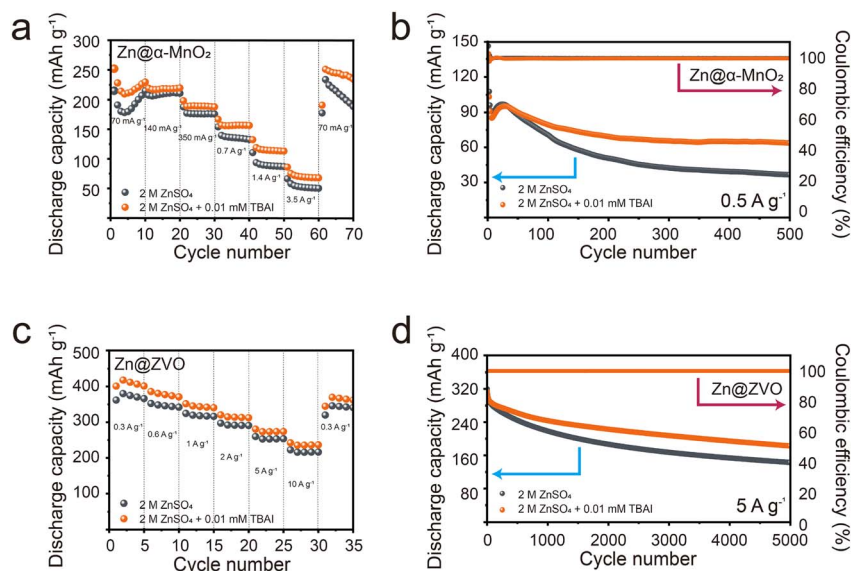 a
Discharge capacity (mAh g⁻¹)
300
250
200
150
100
50
Zn@α-MnO₂
70 mA g⁻¹
140 mA g⁻¹
350 mA g⁻¹
0.7 A g⁻¹
1.4 A g⁻¹
3.5 A g⁻¹
70 mA g⁻¹
2 M ZnSO₄
2 M ZnSO₄ + 0.01 mM TBAI
0 10 20 30 40 50 60 70
Cycle number
b
Discharge capacity (mAh g⁻¹)
150
120
90
60
30
Zn@α-MnO₂
2 M ZnSO₄
2 M ZnSO₄ + 0.01 mM TBAI
0.5 A g⁻¹
100
80
60
40
20
0
Coulombic efficiency (%)
0 100 200 300 400 500
Cycle number
c
Discharge capacity (mAh g⁻¹)
500
400
300
200
100
0
Zn@ZVO
0.3 A g⁻¹
0.6 A g⁻¹
1 A g⁻¹
2 A g⁻¹
5 A g⁻¹
10 A g⁻¹
0.3 A g⁻¹
2 M ZnSO₄
2 M ZnSO₄ + 0.01 mM TBAI
0 5 10 15 20 25 30 35
Cycle number
d
Discharge capacity (mAh g⁻¹)
400
320
240
160
80
Zn@ZVO
2 M ZnSO₄
2 M ZnSO₄ + 0.01 mM TBAI
5 A g⁻¹
100
80
60
40
20
0
Coulombic efficiency (%)
0 1000 2000 3000 4000 5000
Cycle number